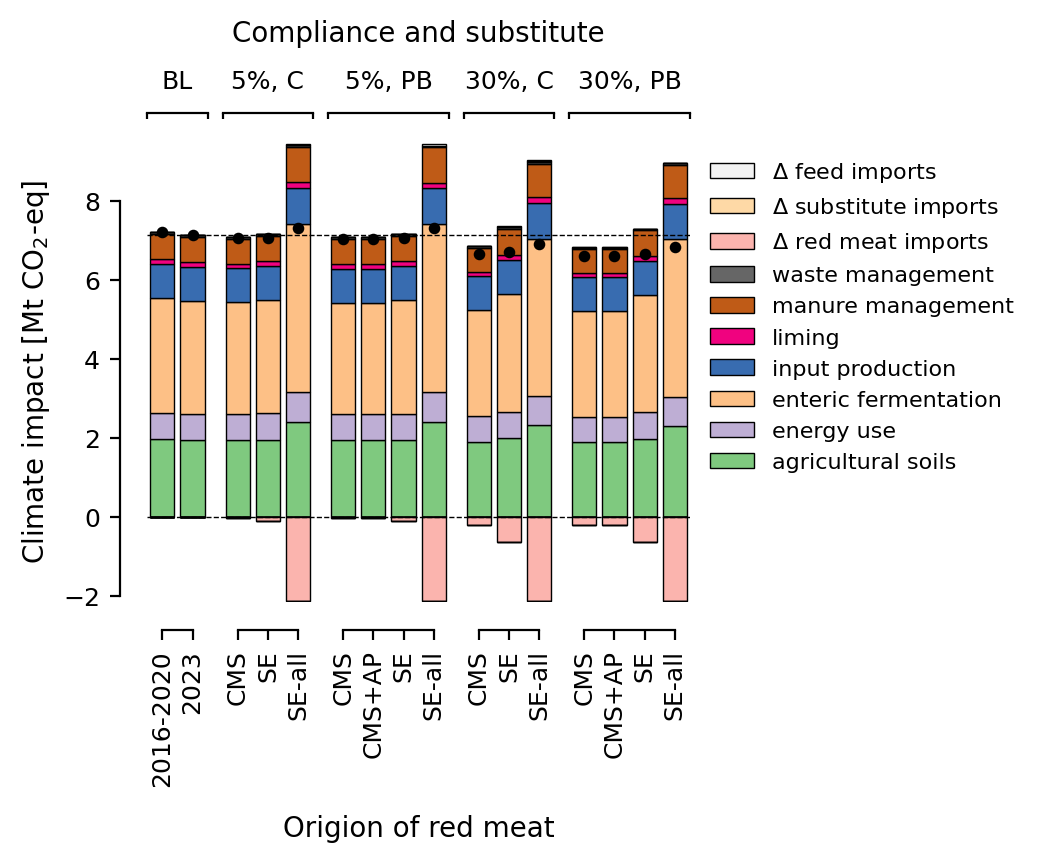 Compliance and substitute
BL 5%, C 5%, PB 30%, C 30%, PB
Climate impact [Mt CO₂-eq]
8
6
4
2
0
−2
Δ feed imports
Δ substitute imports
Δ red meat imports
waste management
manure management
liming
input production
enteric fermentation
energy use
agricultural soils
2016-2020
2023
CMS
SE
SE-all
CMS
CMS+AP
SE
SE-all
CMS
SE
SE-all
CMS
CMS+AP
SE
SE-all
Origion of red meat